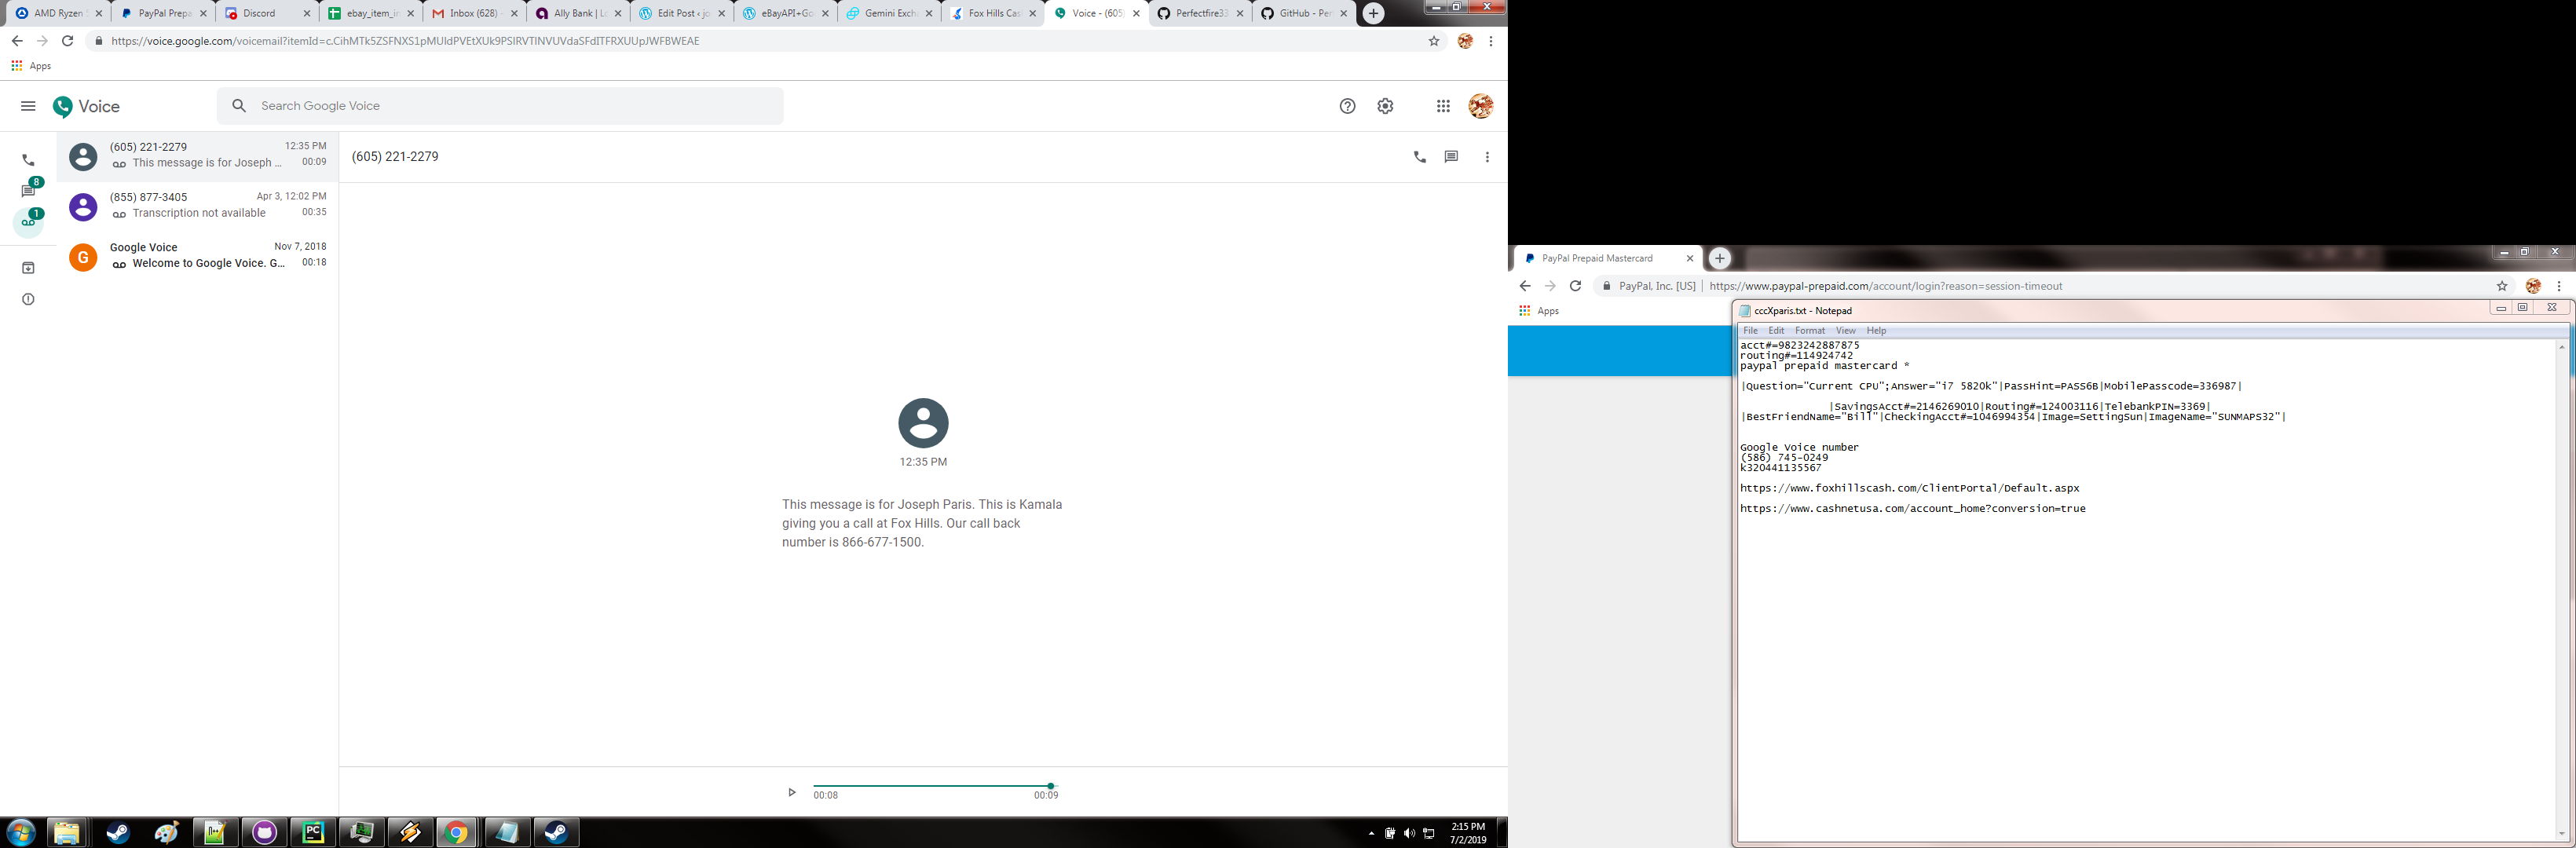 AMD Ryzen
PayPal Prepa
Discord
ebay_item_in
Inbox (628)
Ally Bank | Lo
Edit Post ‹ jo
eBayAPI+Go
Gemini Exch
Fox Hills Cas
Voice - (605)
Perfectfire33
GitHub - Per
https://voice.google.com/voicemail?itemId=
Apps
Voice
Search Google Voice
(605) 221-2279 12:35 PM
This message is for Joseph ... 00:09
8
(855) 877-3405 Apr 3, 12:02 PM
1
Transcription not available 00:35
G
Google Voice Nov 7, 2018
Welcome to Google Voice. G... 00:18
(605) 221-2279
12:35 PM
This message is for Joseph Paris. This is Kamala
giving you a call at Fox Hills. Our call back
number is 866-677-1500.
00:08 00:09
PC
2:15 PM
7/2/2019
PayPal Prepaid Mastercard
PayPal, Inc. [US] | https://www.paypal-prepaid.com/account/login?reason=session-timeout
Apps
cccXparis.txt - Notepad
File Edit Format View Help
acct#=9823242887875
routing#=114924742
paypal prepaid mastercard *
|Question="Current CPU";Answer="i7 5820k"|PassHint=PASS6B|MobilePasscode=336987|
|SavingsAcct#=2146269010|Routing#=124003116|TelebankPIN=3369|
|BestFriendName="Bill"|CheckingAcct#=1046994354|Image=SettingSun|ImageName="SUNMAPS32"|
Google Voice number
(586) 745-0249
k320441135567
https://www.foxhillscash.com/ClientPortal/Default.aspx
https://www.cashnetusa.com/account_home?conversion=true